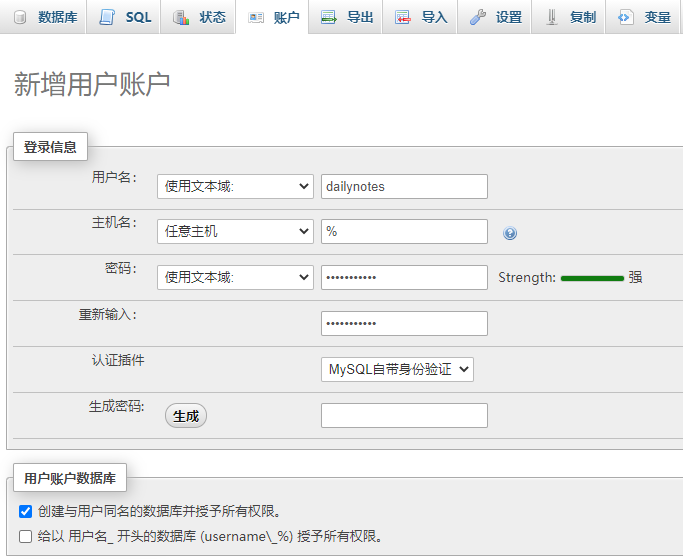 数据库 SQL 状态 账户 导出 导入 设置 复制 变量
新增用户账户
登录信息
用户名： 使用文本域: dailynotes
主机名： 任意主机 %
密码： 使用文本域: ••••••••••• Strength: 强
重新输入： •••••••••••
认证插件 MySQL自带身份验证
生成密码: 生成
用户账户数据库
创建与用户同名的数据库并授予所有权限。
给以 用户名_ 开头的数据库 (username\_%) 授予所有权限。